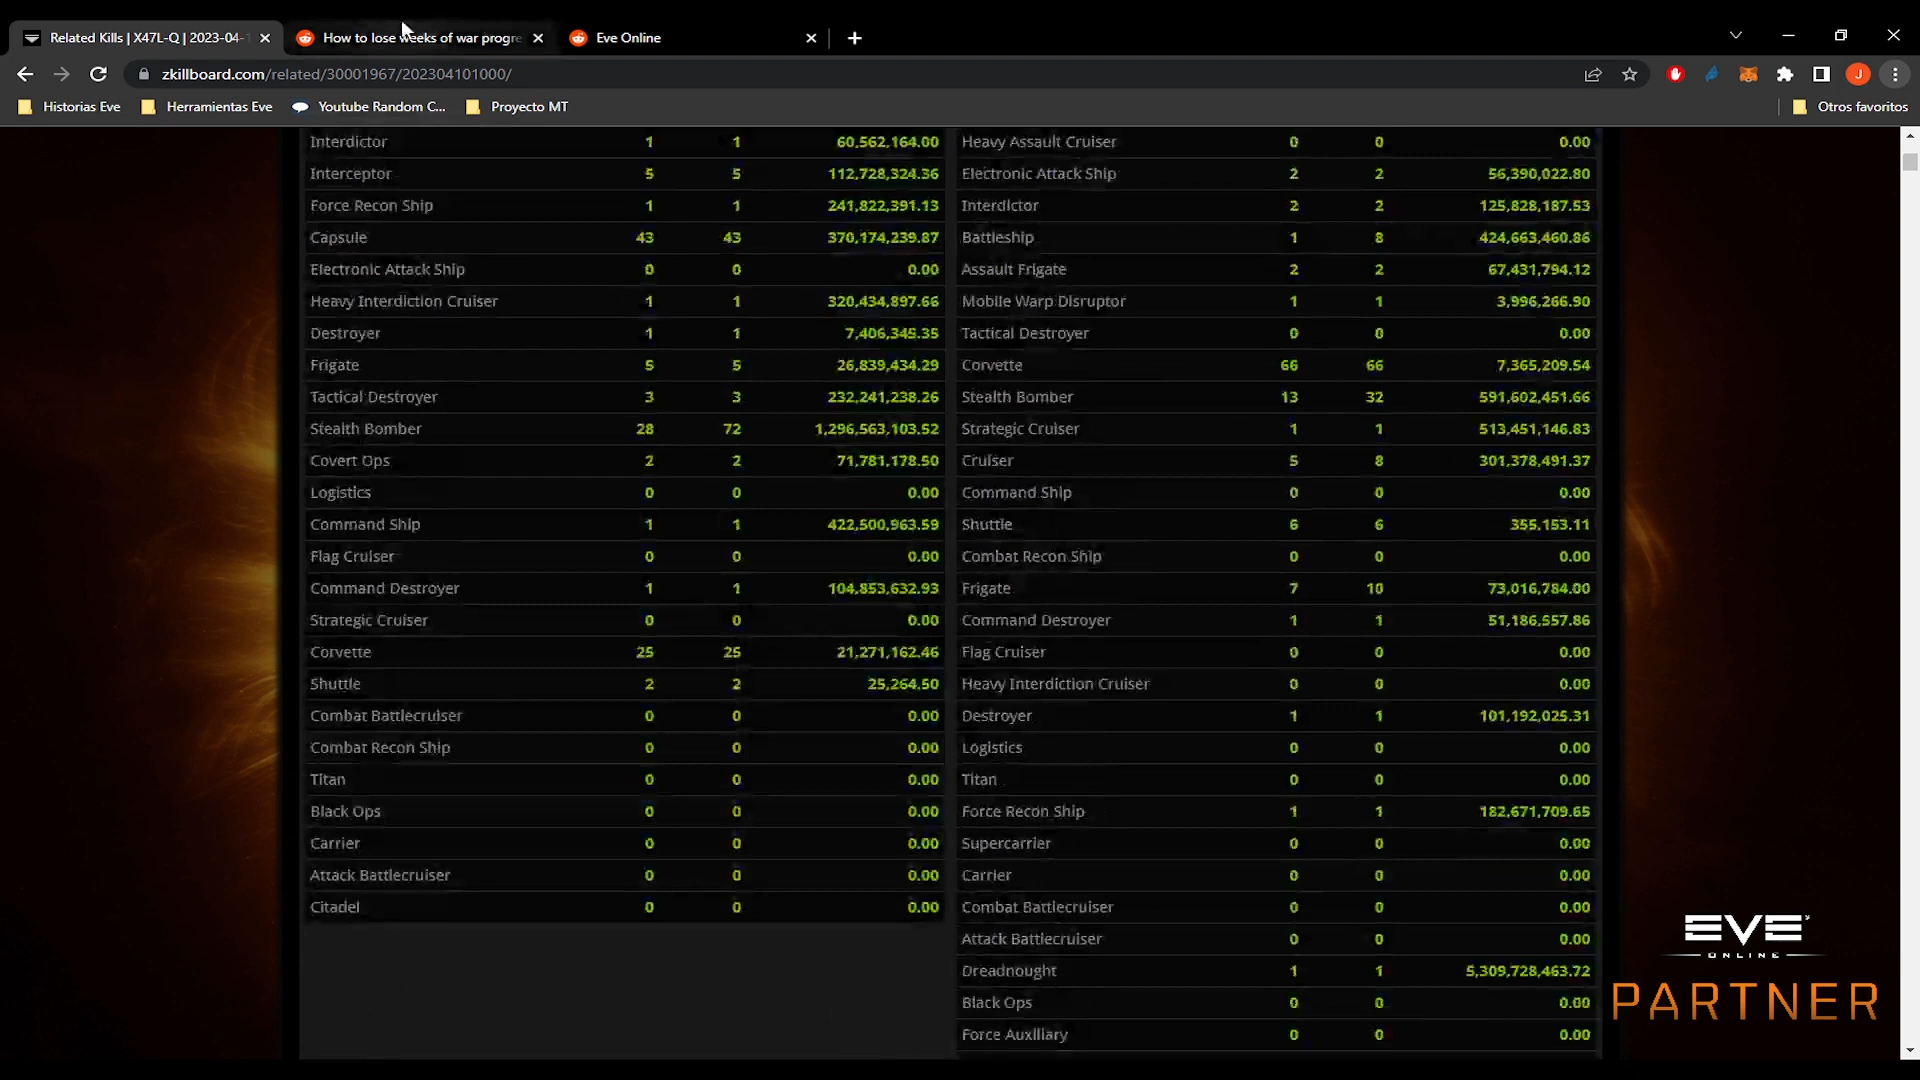 Related Kills | X47L-Q | 2023-04-1
How to lose weeks of war progre
Eve Online
zkillboard.com/related/30001967/202304101000/
J
Historias Eve
Herramientas Eve
Youtube Random C...
Proyecto MT
Otros favoritos
Interdictor 1 1 60,562,164.00
Interceptor 5 5 112,728,324.36
Force Recon Ship 1 1 241,822,391.13
Capsule 43 43 370,174,239.87
Electronic Attack Ship 0 0 0.00
Heavy Interdiction Cruiser 1 1 320,434,897.66
Destroyer 1 1 7,406,345.35
Frigate 5 5 26,839,434.29
Tactical Destroyer 3 3 232,241,238.26
Stealth Bomber 28 72 1,296,563,103.52
Covert Ops 2 2 71,781,178.50
Logistics 0 0 0.00
Command Ship 1 1 422,500,963.59
Flag Cruiser 0 0 0.00
Command Destroyer 1 1 104,853,632.93
Strategic Cruiser 0 0 0.00
Corvette 25 25 21,271,162.46
Shuttle 2 2 25,264.50
Combat Battlecruiser 0 0 0.00
Combat Recon Ship 0 0 0.00
Titan 0 0 0.00
Black Ops 0 0 0.00
Carrier 0 0 0.00
Attack Battlecruiser 0 0 0.00
Citadel 0 0 0.00
Heavy Assault Cruiser 0 0 0.00
Electronic Attack Ship 2 2 56,390,022.80
Interdictor 2 2 125,828,187.53
Battleship 1 8 424,663,460.86
Assault Frigate 2 2 67,431,794.12
Mobile Warp Disruptor 1 1 3,996,266.90
Tactical Destroyer 0 0 0.00
Corvette 66 66 7,365,209.54
Stealth Bomber 13 32 591,602,451.66
Strategic Cruiser 1 1 513,451,146.83
Cruiser 5 8 301,378,491.37
Command Ship 0 0 0.00
Shuttle 6 6 355,153.11
Combat Recon Ship 0 0 0.00
Frigate 7 10 73,016,784.00
Command Destroyer 1 1 51,186,557.86
Flag Cruiser 0 0 0.00
Heavy Interdiction Cruiser 0 0 0.00
Destroyer 1 1 101,192,025.31
Logistics 0 0 0.00
Titan 0 0 0.00
Force Recon Ship 1 1 182,671,709.65
Supercarrier 0 0 0.00
Carrier 0 0 0.00
Combat Battlecruiser 0 0 0.00
Attack Battlecruiser 0 0 0.00
Dreadnought 1 1 5,309,728,463.72
Black Ops 0 0 0.00
Force Auxiliary 0 0 0.00
EVE
ONLINE
PARTNER